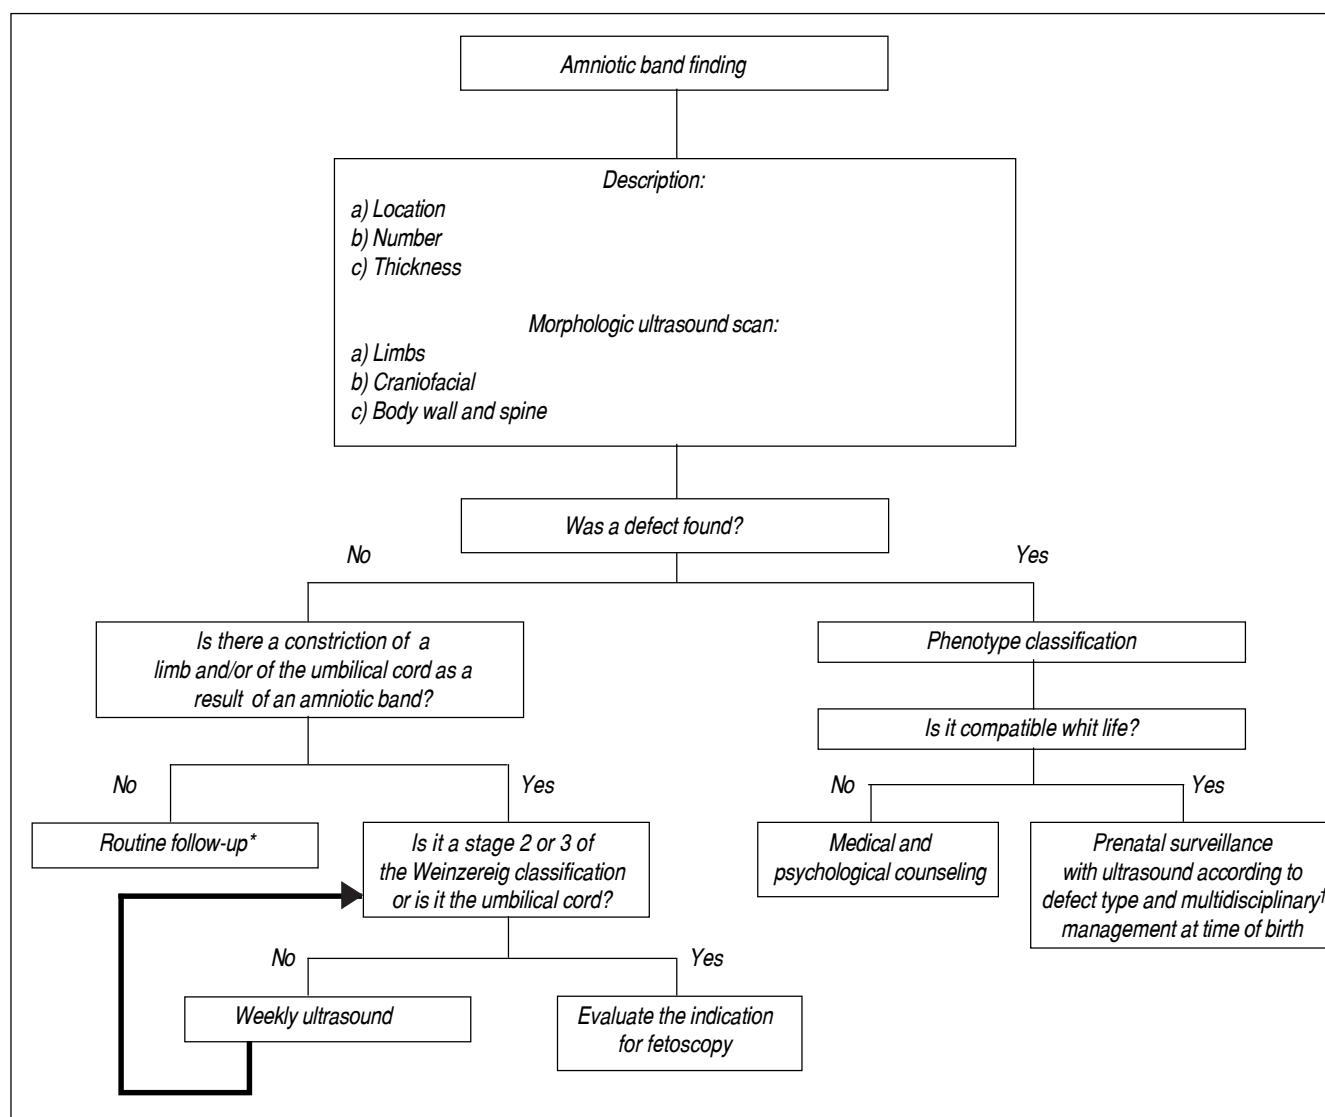 Amniotic band finding
Description:
a) Location
b) Number
c) Thickness
Morphologic ultrasound scan:
a) Limbs
b) Craniofacial
c) Body wall and spine
Was a defect found?
No
Yes
Is there a constriction of a
limb and/or of the umbilical cord as a
result of an amniotic band?
Phenotype classification
Is it compatible whit life?
No
Yes
No
Yes
Routine follow-up*
Is it a stage 2 or 3 of
the Weinzereig classification
or is it the umbilical cord?
Medical and
psychological counseling
Prenatal surveillance
with ultrasound according to
defect type and multidisciplinary†
management at time of birth
No
Yes
Weekly ultrasound
Evaluate the indication
for fetoscopy